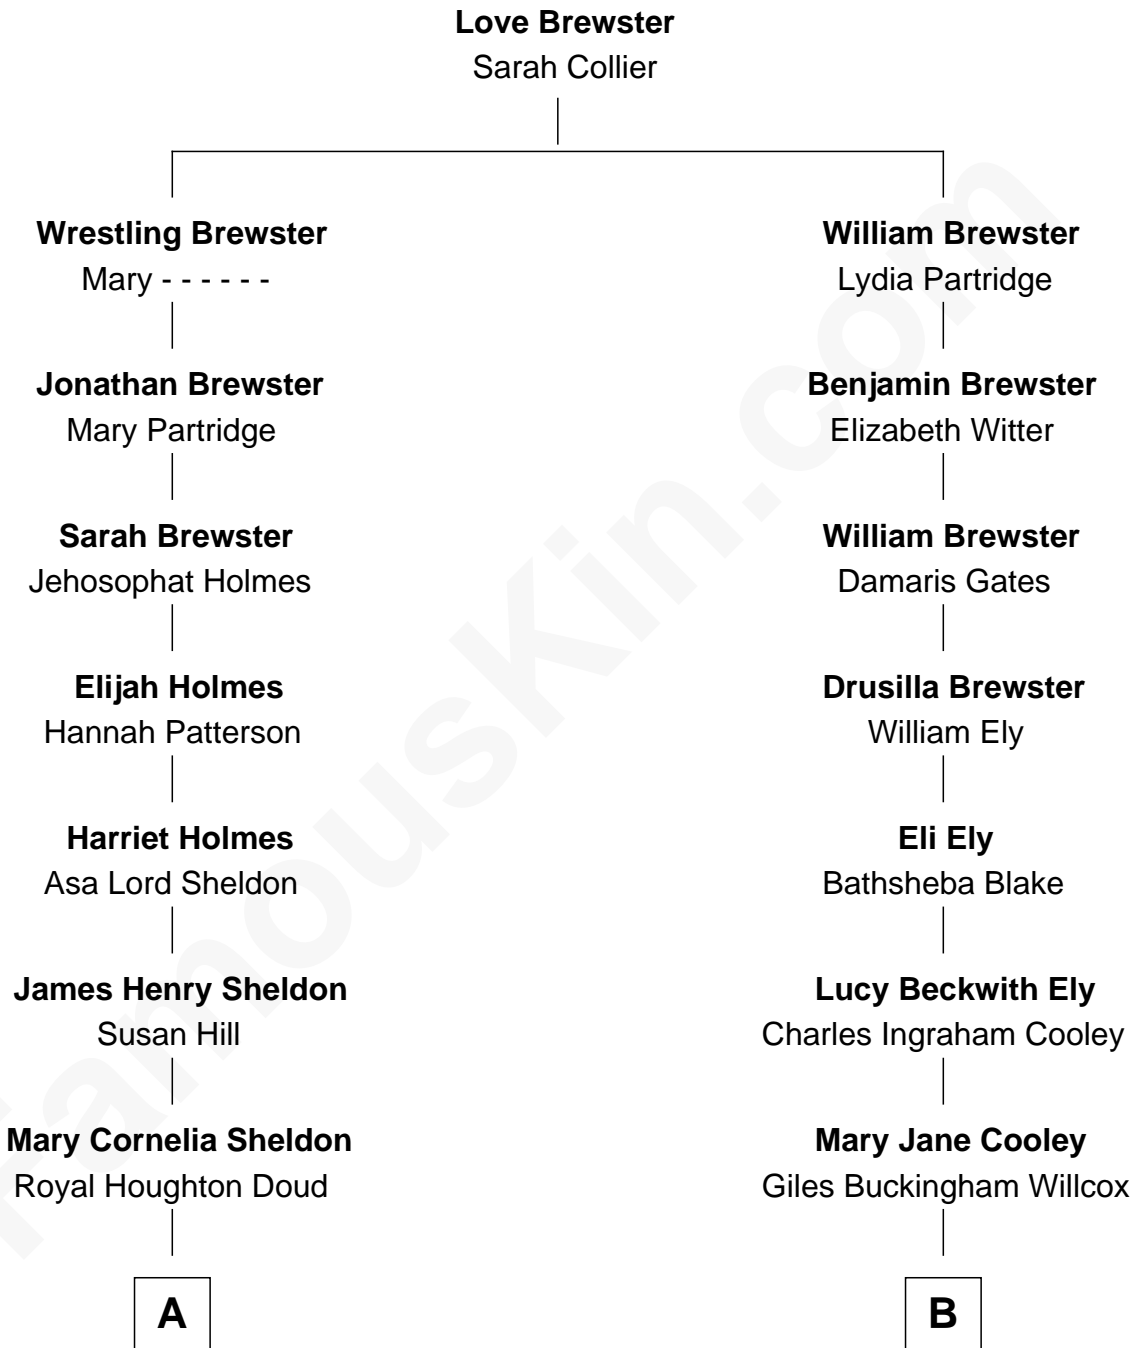 Love Brewster
Sarah Collier
Wrestling Brewster
Mary - - - - - -
William Brewster
Lydia Partridge
Jonathan Brewster
Mary Partridge
Benjamin Brewster
Elizabeth Witter
Sarah Brewster
Jehosophat Holmes
William Brewster
Damaris Gates
Elijah Holmes
Hannah Patterson
Drusilla Brewster
William Ely
Harriet Holmes
Asa Lord Sheldon
Eli Ely
Bathsheba Blake
James Henry Sheldon
Susan Hill
Lucy Beckwith Ely
Charles Ingraham Cooley
Mary Cornelia Sheldon
Royal Houghton Doud
Mary Jane Cooley
Giles Buckingham Willcox
A
B
FamousKin.com